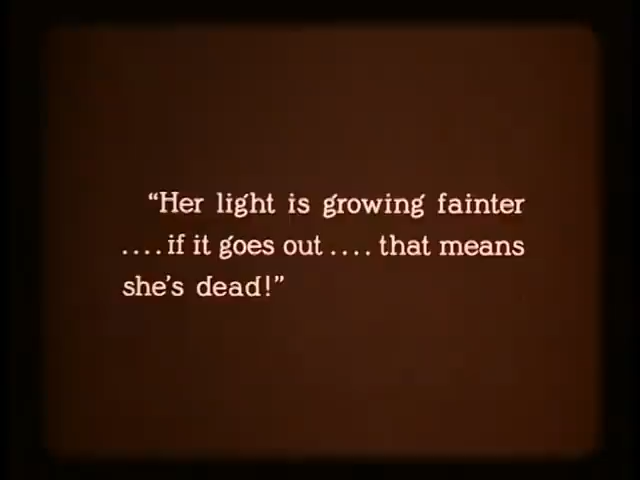 “Her light is growing fainter
....if it goes out .... that means
she's dead!”